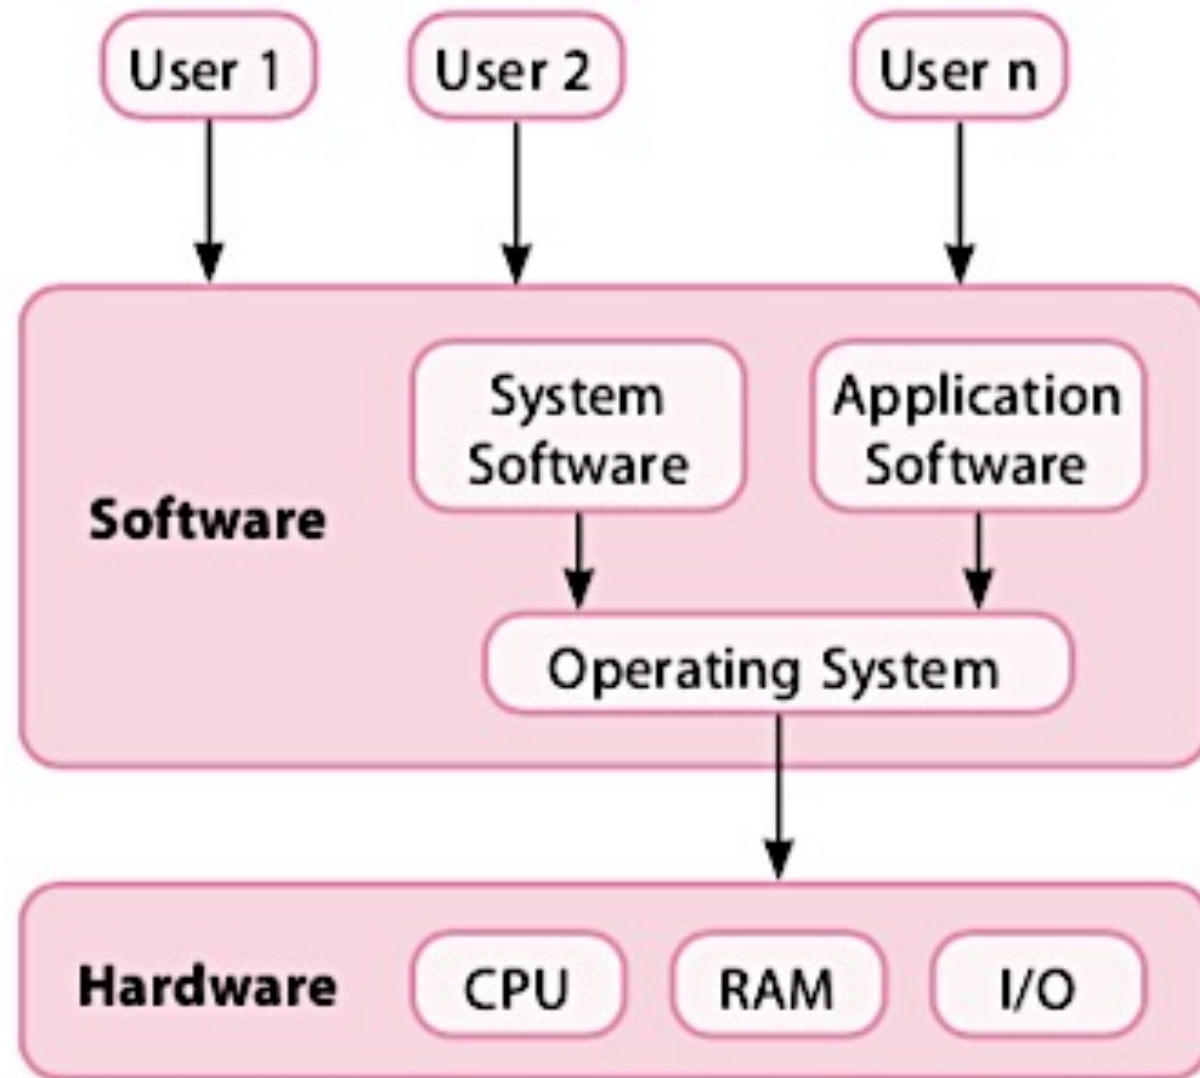 User 1
User 2
User n
System
Software
Application
Software
Software
Operating System
Hardware
CPU
RAM
I/O